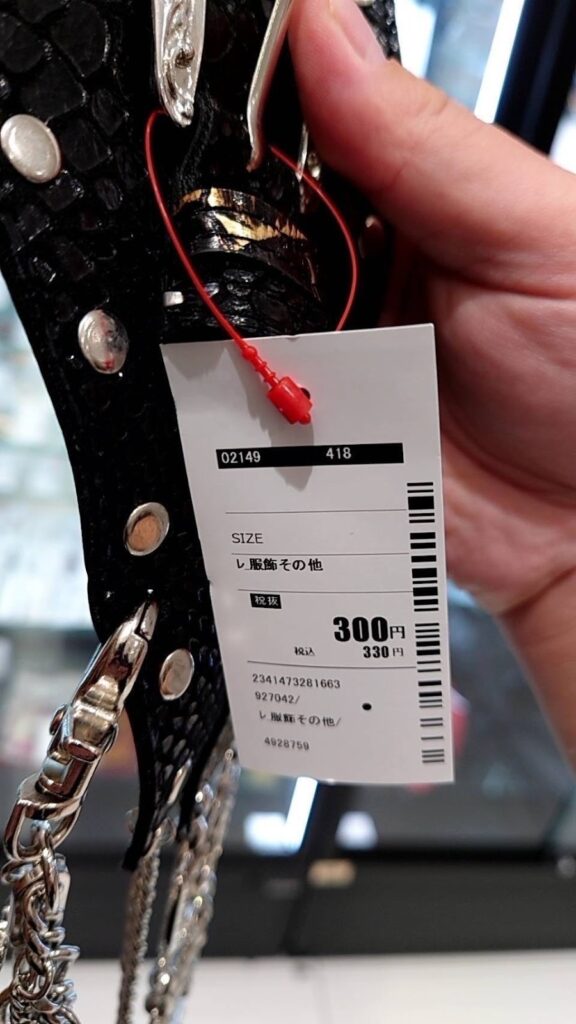 02149 418
SIZE
レ服飾その他
税抜
300円
税込 330円
2341473281663
927042/
レ服飾その他/
4928759